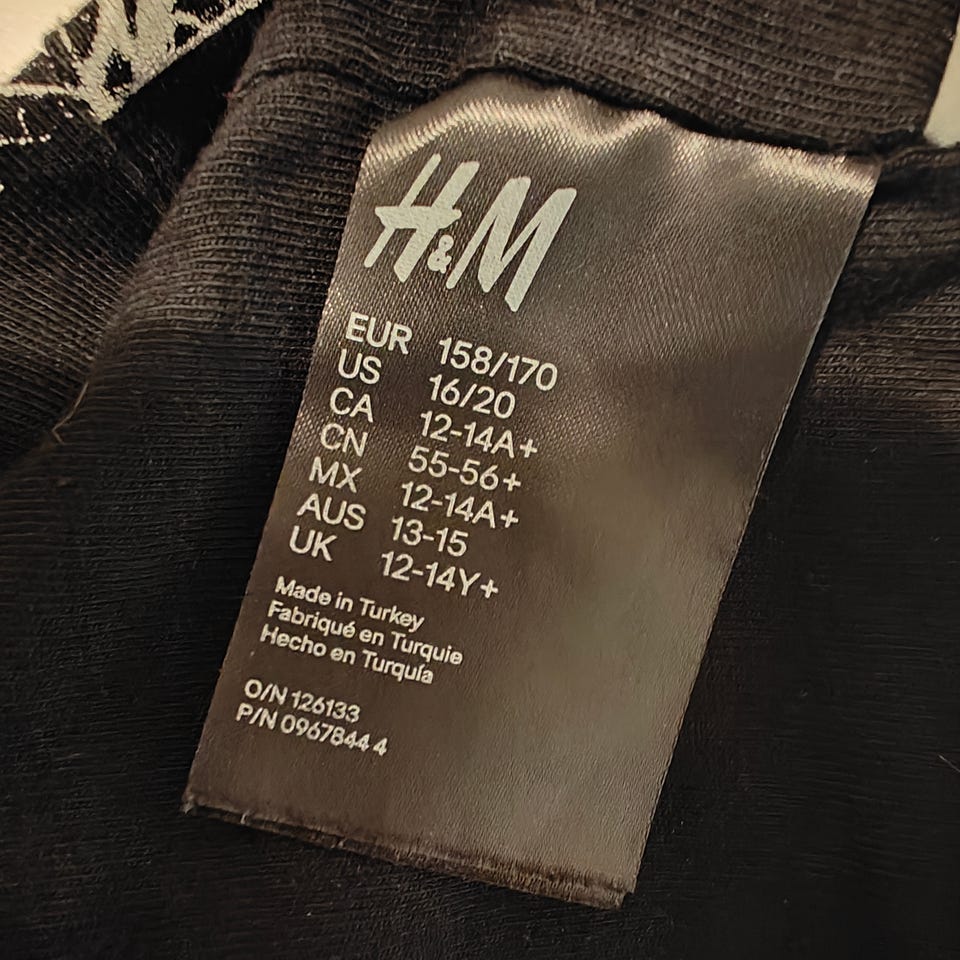 H&M
EUR 158/170
US 16/20
CA 12-14A+
CN 55-56+
MX 12-14A+
AUS 13-15
UK 12-14Y+
Made in Turkey
Fabriqué en Turquie
Hecho en Turquía
O/N 126133
P/N 0967844 4